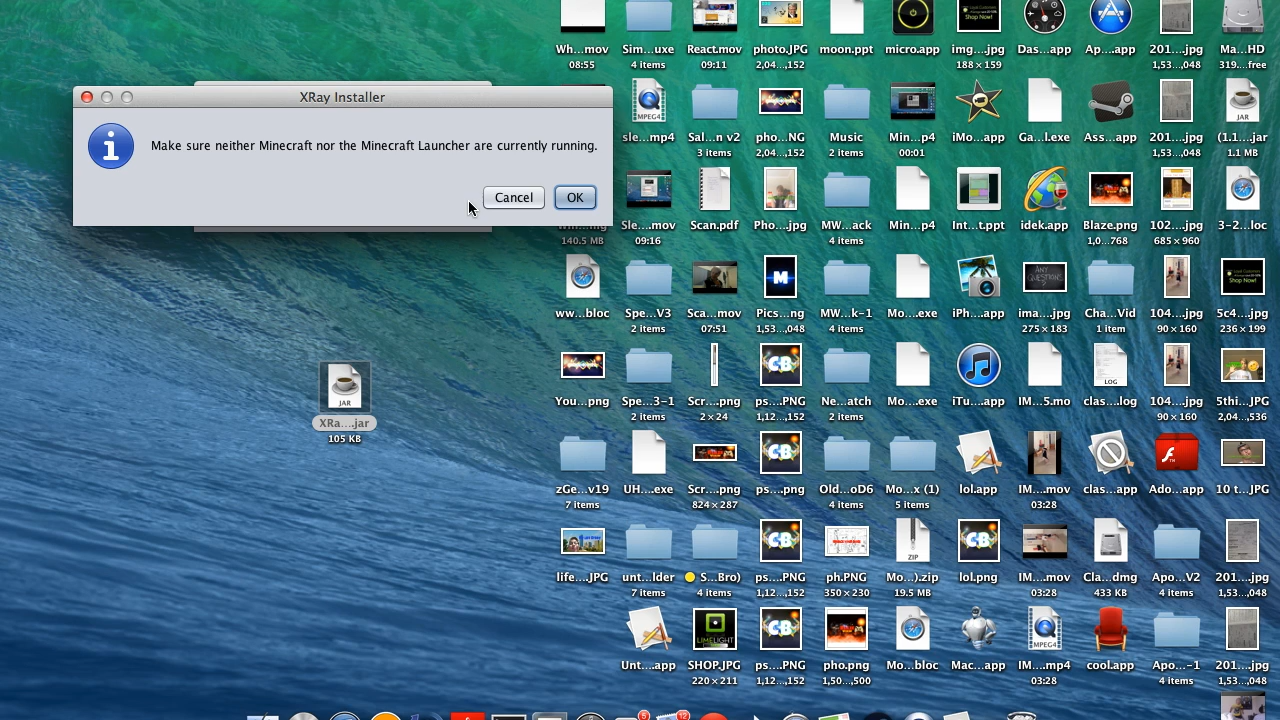 XRay Installer
Make sure neither Minecraft nor the Minecraft Launcher are currently running.
Cancel
OK
XRa....jar
105 KB
Wh...mov
Sim...uxe
React.mov
photo.JPG
moon.ppt
micro.app
img...jpg
Das...app
Ap....app
201...jpg
Ma...HD
08:55
4 items
09:11
2,04...,152
188 × 159
1,53...,048
319....free
sle...mp4
Sal...n v2
pho...NG
Music
Min...p4
iMo...app
Ga....l.exe
Ass...app
201...jpg
(1.1...jar
3 items
2,04...,152
2 items
00:01
1,53...,048
1.1 MB
Sle....mov
Scan.pdf
Pho...jpg
MW...ack
Min...p4
Int...t.ppt
idek.app
Blaze.png
102...jpg
3-2...loc
140.5 MB
09:16
4 items
1,0...768
685 × 960
ww...bloc
Spe...V3
Sca...mov
Pics...ng
MW...k-1
Mo....exe
iPh...app
ima....jpg
Cha...Vid
104...jpg
5c4...jpg
2 items
07:51
1,53...,048
4 items
275 × 183
1 item
90 × 160
236 × 199
You...png
Spe...3-1
Scr...png
ps....PNG
Ne...atch
Mo....exe
iTu...app
IM...5.mo
clas...log
104...jpg
5thi...JPG
2 items
2 × 24
1,12...,152
2 items
90 × 160
2,04...,536
zGe...v19
UH....exe
Scr...png
ps...png
Old...oD6
Mo...x (1)
lol.app
IM...mov
clas...app
Ado...app
10 t...JPG
7 items
824 × 287
4 items
5 items
03:28
life....JPG
unt...lder
S...Bro)
ps....PNG
ph.PNG
Mo...).zip
lol.png
IM...mov
Cla...dmg
Apo...V2
201...jpg
7 items
4 items
1,12...,152
350 × 230
19.5 MB
03:28
433 KB
4 items
1,53...,048
Unt....app
SHOP.JPG
ps....PNG
pho.png
Mo...bloc
Mac...app
IM...mp4
cool.app
Apo...-1
201...jpg
220 × 211
1,12...,152
1,50...,500
03:28
4 items
1,53...,048
JAR
MPEG4
JAR
ANY QUESTIONS
LOG
ZIP
LIMELIGHT
MPEG4
6
12